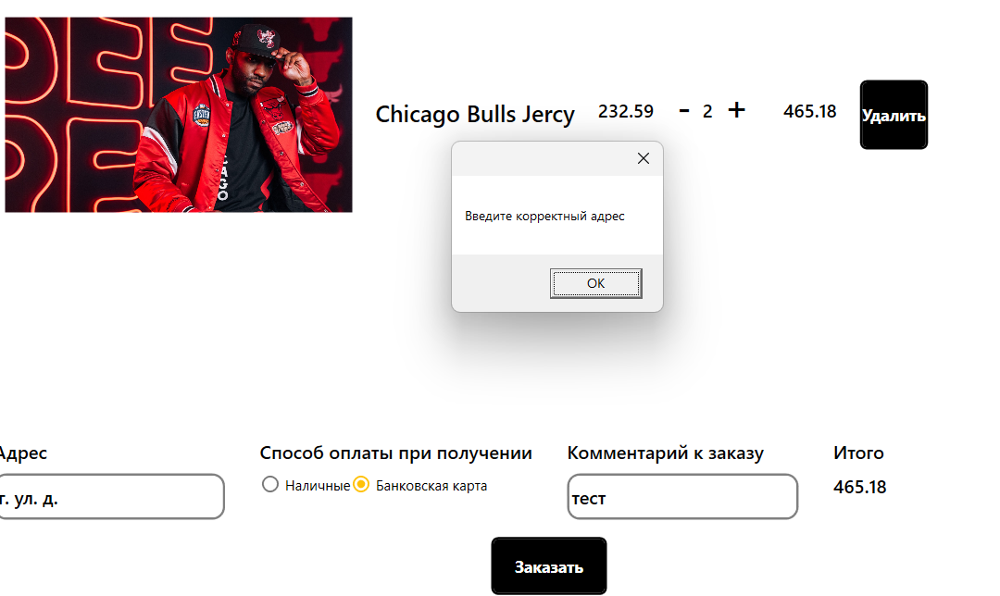 Chicago Bulls Jercy 232.59 - 2 + 465.18 Удалить
Введите корректный адрес
OK
Адрес Способ оплаты при получении Комментарий к заказу Итого
Наличные Банковская карта 465.18
г. ул. д. тест
Заказать